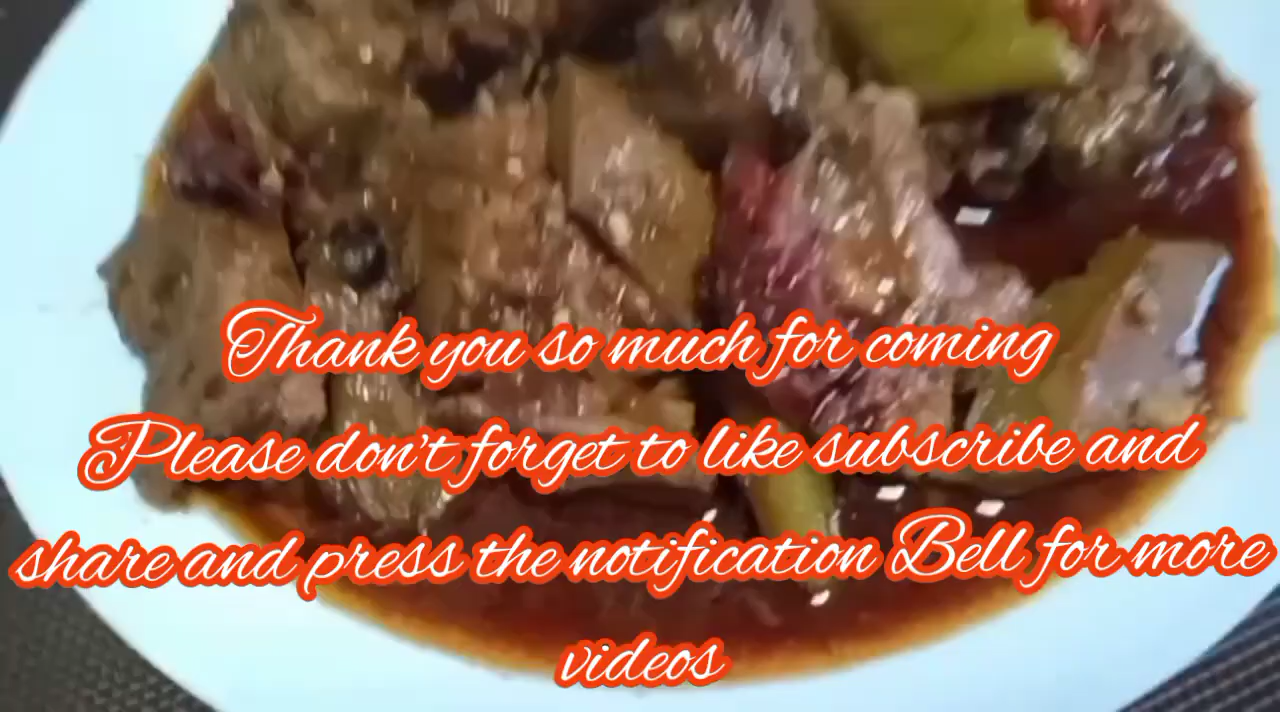 Thank you so much for coming
Please don't forget to like subscribe and
share and press the notification Bell for more
videos